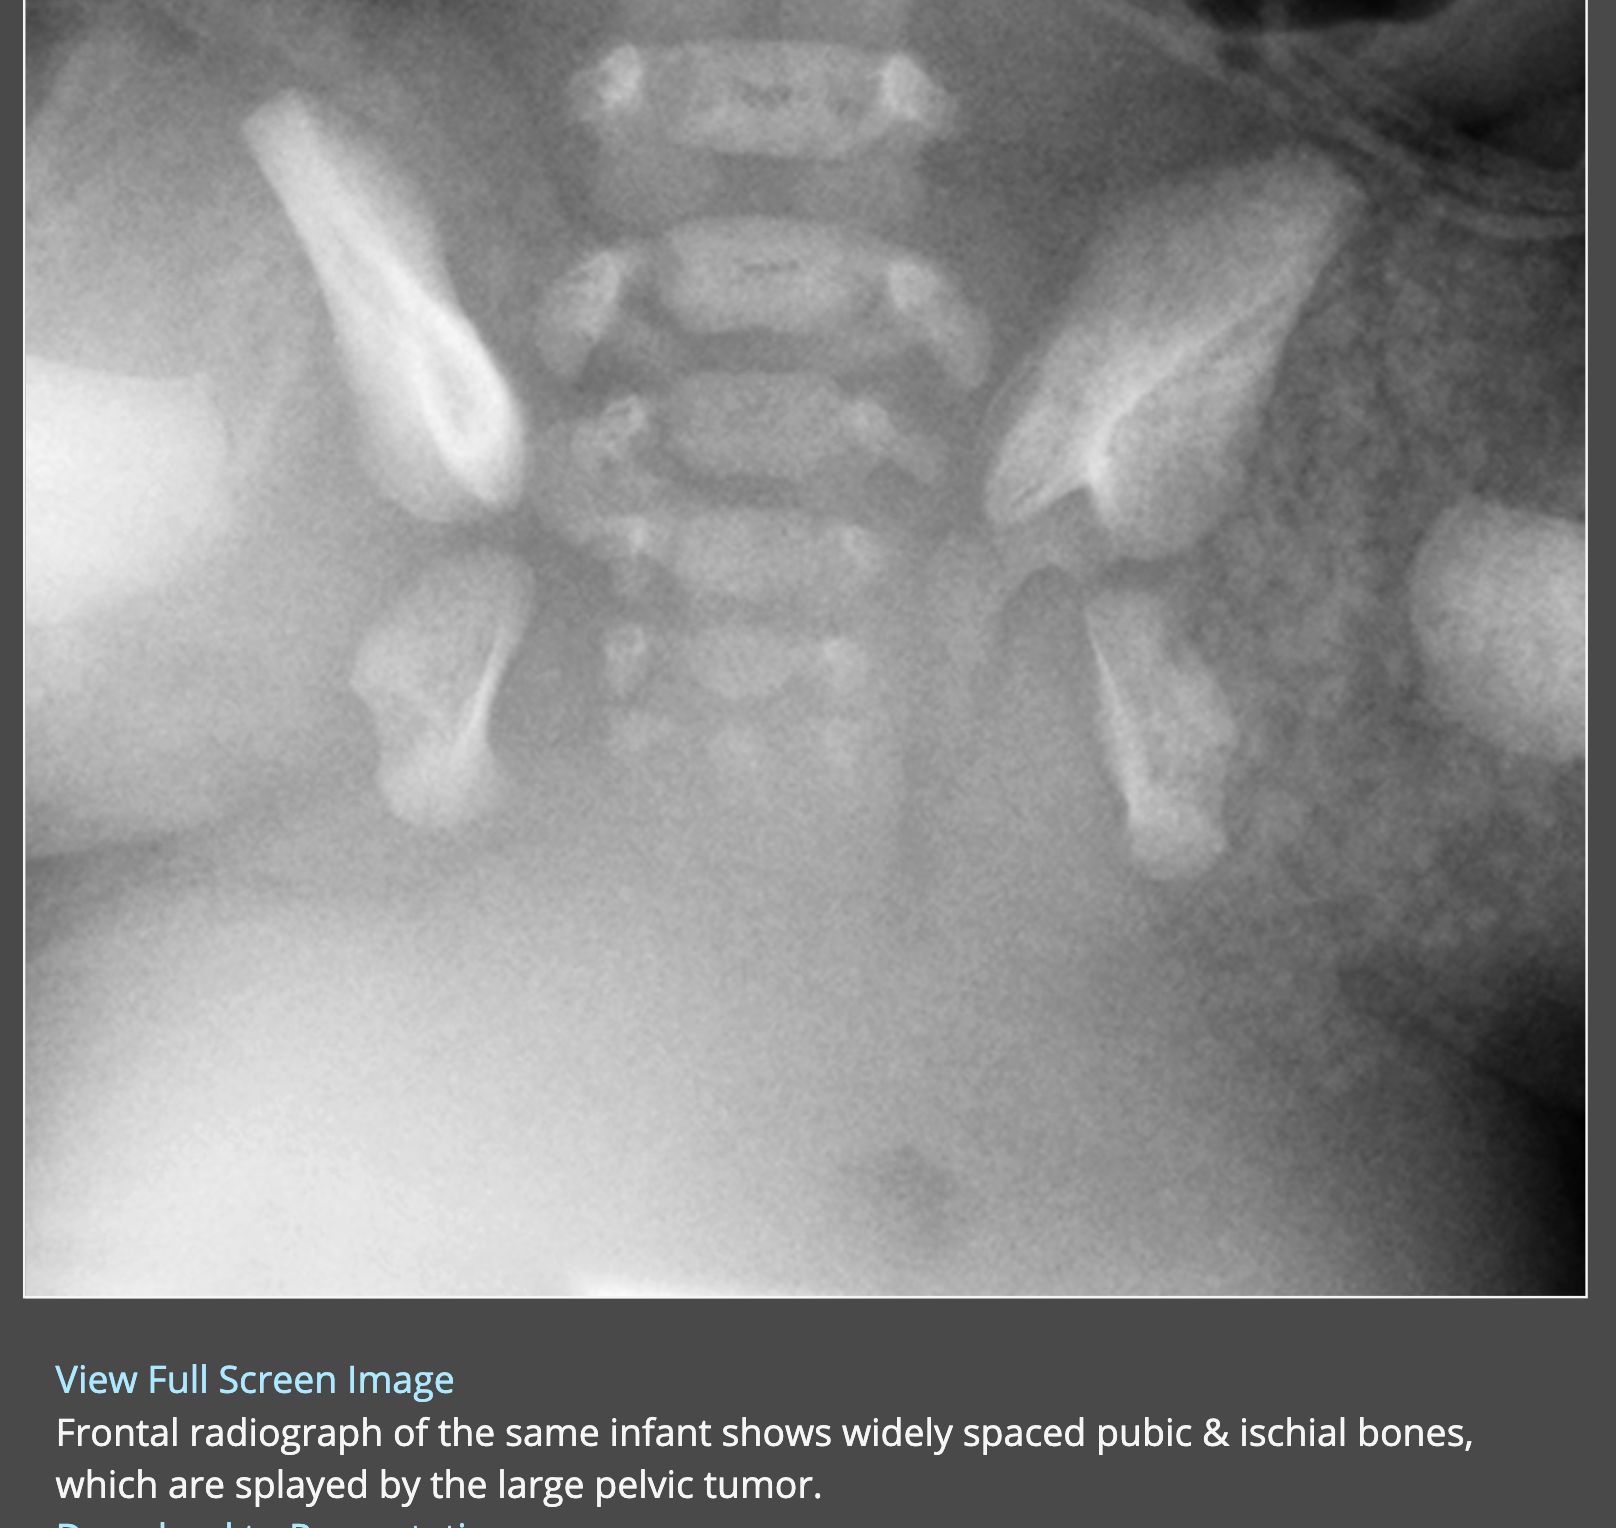 View Full Screen Image
Frontal radiograph of the same infant shows widely spaced pubic & ischial bones,
which are splayed by the large pelvic tumor.